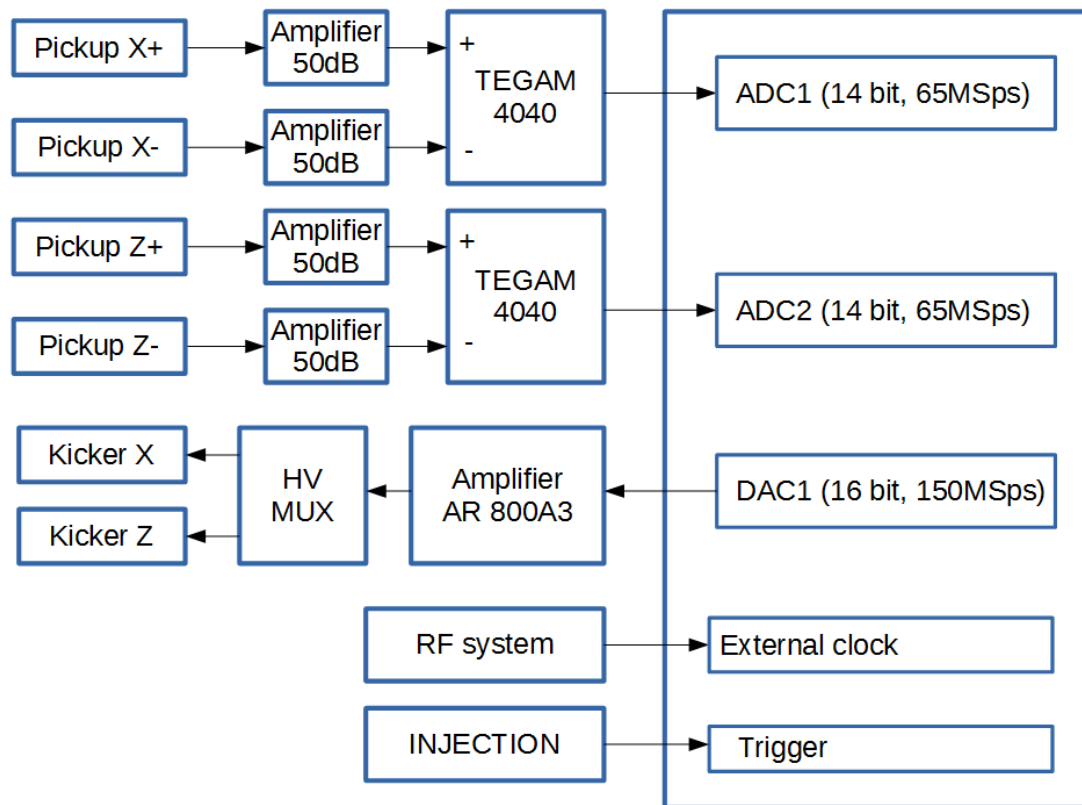 Pickup X+
Amplifier
50dB
+
TEGAM
4040
-
ADC1 (14 bit, 65MSps)
Pickup X-
Amplifier
50dB
Pickup Z+
Amplifier
50dB
+
TEGAM
4040
-
ADC2 (14 bit, 65MSps)
Pickup Z-
Amplifier
50dB
Kicker X
Kicker Z
HV
MUX
Amplifier
AR 800A3
DAC1 (16 bit, 150MSps)
RF system
External clock
INJECTION
Trigger